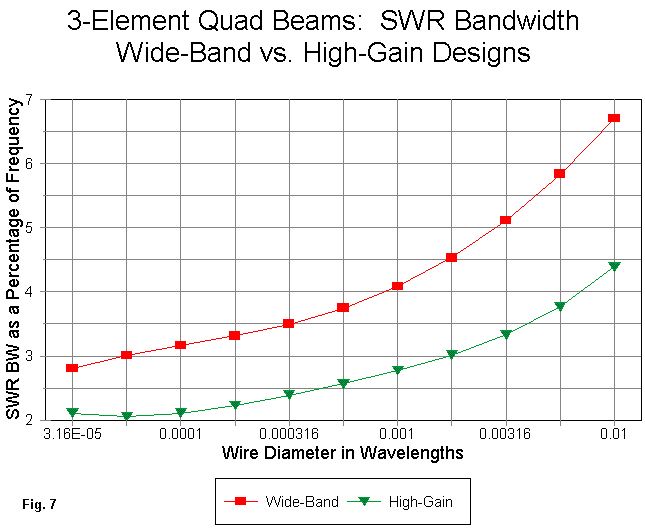 3-Element Quad Beams:  SWR Bandwidth
Wide-Band vs. High-Gain Designs
SWR BW as a Percentage of Frequency
7
6
5
4
3
2
3.16E-05 0.0001 0.000316 0.001 0.00316 0.01
Wire Diameter in Wavelengths
Fig. 7
Wide-Band High-Gain